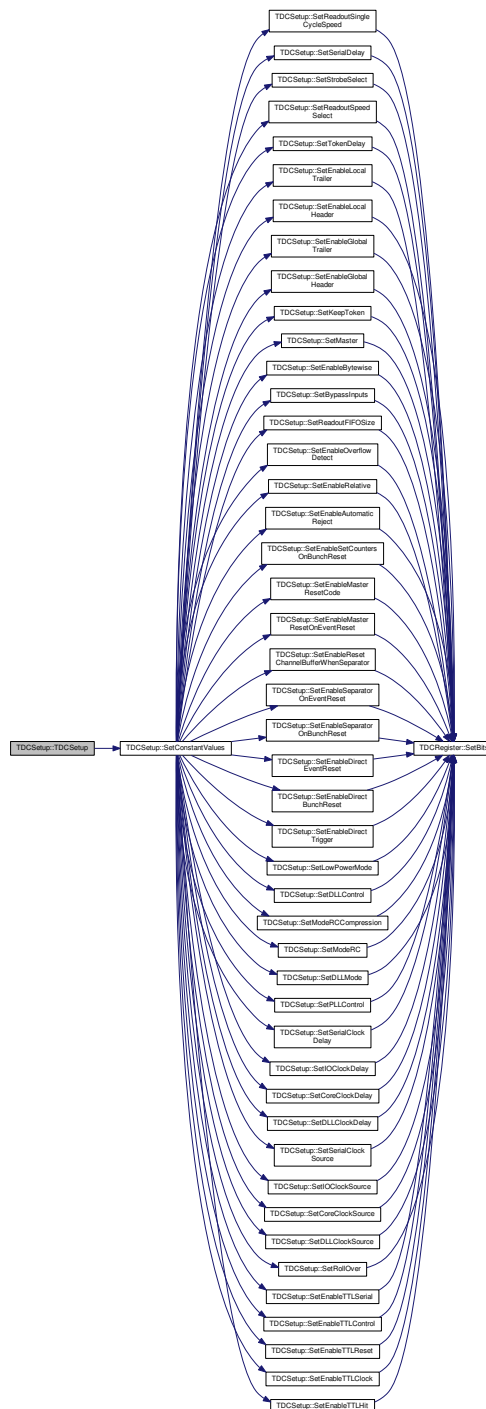 TDCSetup::SetReadoutSingle
CycleSpeed
TDCSetup::SetSerialDelay
TDCSetup::SetStrobeSelect
TDCSetup::SetReadoutSpeed
Select
TDCSetup::SetTokenDelay
TDCSetup::SetEnableLocal
Trailer
TDCSetup::SetEnableLocal
Header
TDCSetup::SetEnableGlobal
Trailer
TDCSetup::SetEnableGlobal
Header
TDCSetup::SetKeepToken
TDCSetup::SetMaster
TDCSetup::SetEnableBytewise
TDCSetup::SetBypassInputs
TDCSetup::SetReadoutFIFOSize
TDCSetup::SetEnableOverflow
Detect
TDCSetup::SetEnableRelative
TDCSetup::SetEnableAutomatic
Reject
TDCSetup::SetEnableSetCounters
OnBunchReset
TDCSetup::SetEnableMaster
ResetCode
TDCSetup::SetEnableMaster
ResetOnEventReset
TDCSetup::SetEnableReset
ChannelBufferWhenSeparator
TDCSetup::SetEnableSeparator
OnEventReset
TDCSetup::SetEnableSeparator
OnBunchReset
TDCSetup::TDCSetup
TDCSetup::SetConstantValues
TDCRegister::SetBits
TDCSetup::SetEnableDirect
EventReset
TDCSetup::SetEnableDirect
BunchReset
TDCSetup::SetEnableDirect
Trigger
TDCSetup::SetLowPowerMode
TDCSetup::SetDLLControl
TDCSetup::SetModeRCCompression
TDCSetup::SetModeRC
TDCSetup::SetDLLMode
TDCSetup::SetPLLControl
TDCSetup::SetSerialClock
Delay
TDCSetup::SetIOClockDelay
TDCSetup::SetCoreClockDelay
TDCSetup::SetDLLClockDelay
TDCSetup::SetSerialClock
Source
TDCSetup::SetIOClockSource
TDCSetup::SetCoreClockSource
TDCSetup::SetDLLClockSource
TDCSetup::SetRollOver
TDCSetup::SetEnableTTLSerial
TDCSetup::SetEnableTTLControl
TDCSetup::SetEnableTTLReset
TDCSetup::SetEnableTTLClock
TDCSetup::SetEnableTTLHit